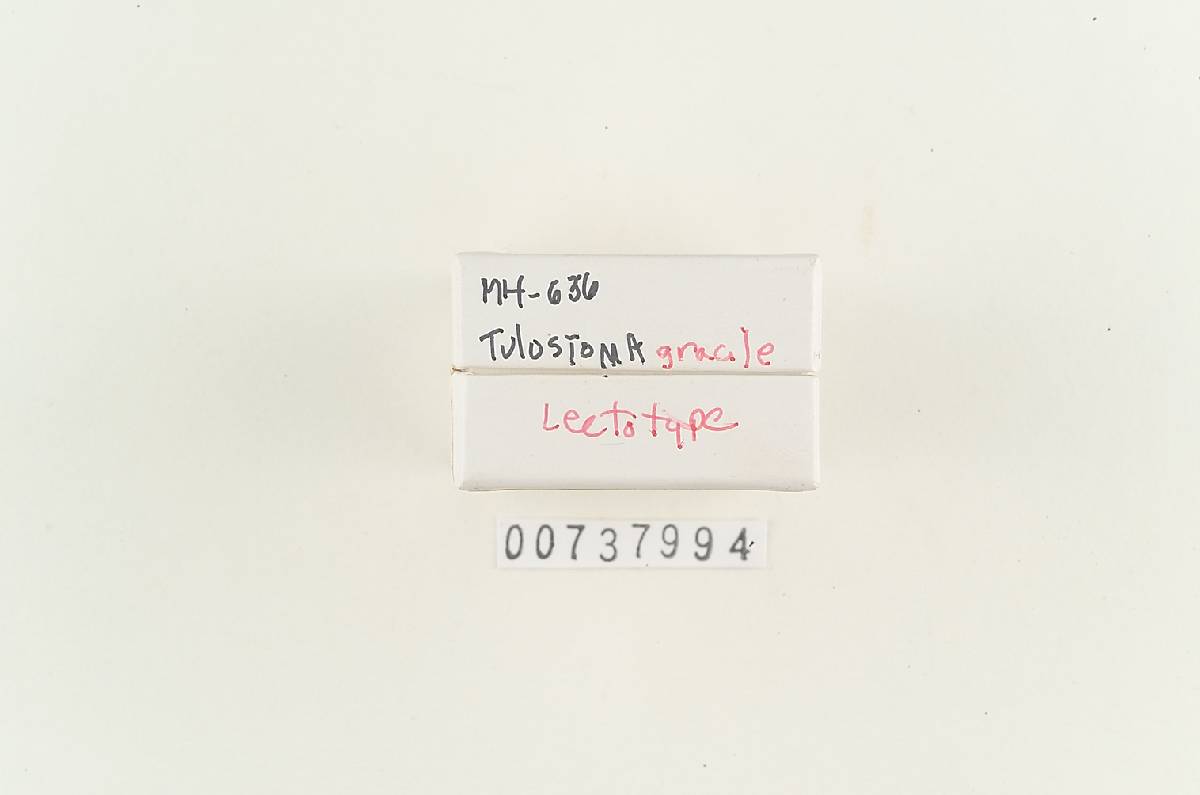 MH-636
TulosToMA gracile
Lectotype
00737994